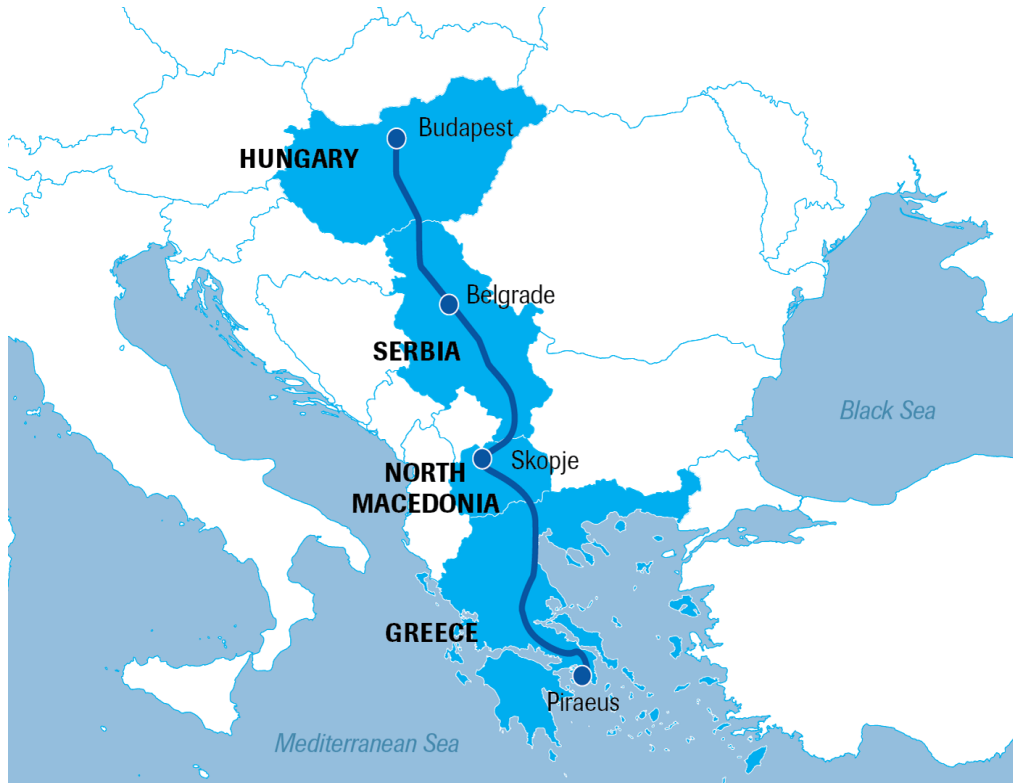 Budapest
HUNGARY
Belgrade
SERBIA
Black Sea
Skopje
NORTH
MACEDONIA
GREECE
Piraeus
Mediterranean Sea